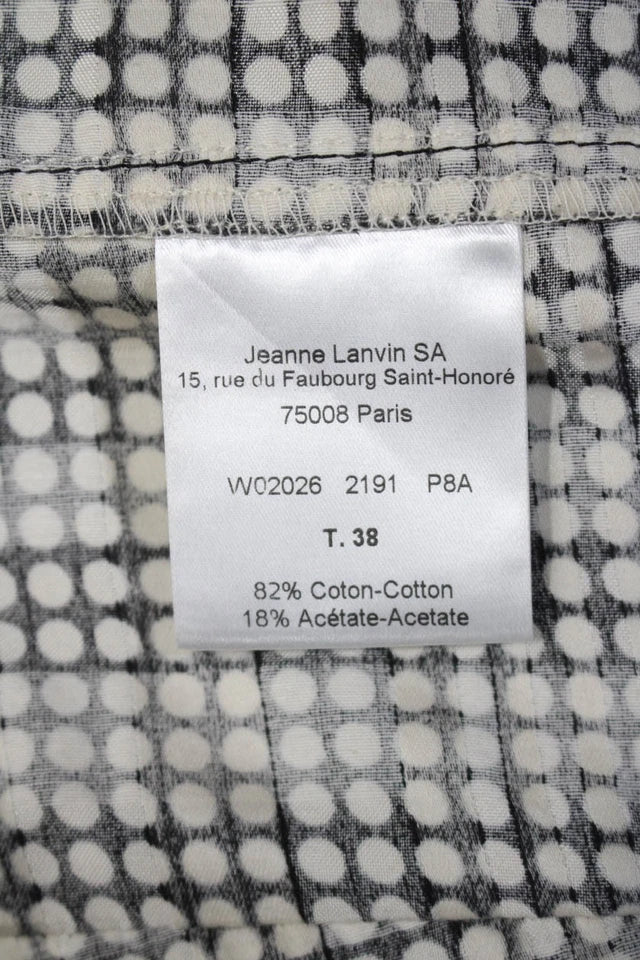 Jeanne Lanvin SA
15, rue du Faubourg Saint-Honoré
75008 Paris
W02026 2191 P8A
T. 38
82% Coton-Cotton
18% Acétate-Acetate